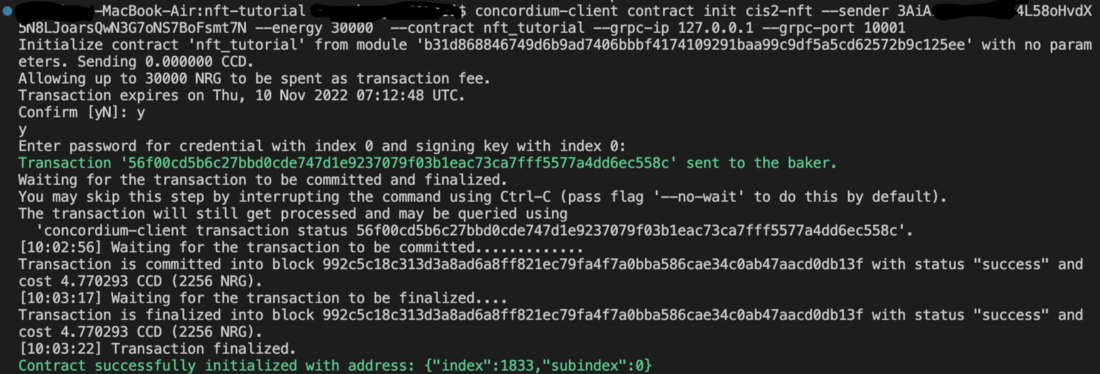 -MacBook-Air:nft-tutorial $ concordium-client contract init cis2-nft --sender 3AiA 4L58oHvdX
5N8LJoarsQwN3G7oNS7BoFsmt7N --energy 30000 --contract nft_tutorial --grpc-ip 127.0.0.1 --grpc-port 10001
Initialize contract 'nft_tutorial' from module 'b31d868846749d6b9ad7406bbbf4174109291baa99c9df5a5cd62572b9c125ee' with no param
eters. Sending 0.000000 CCD.
Allowing up to 30000 NRG to be spent as transaction fee.
Transaction expires on Thu, 10 Nov 2022 07:12:48 UTC.
Confirm [yN]: y
y
Enter password for credential with index 0 and signing key with index 0:
Transaction '56f00cd5b6c27bbd0cde747d1e9237079f03b1eac73ca7fff5577a4dd6ec558c' sent to the baker.
Waiting for the transaction to be committed and finalized.
You may skip this step by interrupting the command using Ctrl-C (pass flag '--no-wait' to do this by default).
The transaction will still get processed and may be queried using
'concordium-client transaction status 56f00cd5b6c27bbd0cde747d1e9237079f03b1eac73ca7fff5577a4dd6ec558c'.
[10:02:56] Waiting for the transaction to be committed.............
Transaction is committed into block 992c5c18c313d3a8ad6a8ff821ec79fa4f7a0bba586cae34c0ab47aacd0db13f with status "success" and
cost 4.770293 CCD (2256 NRG).
[10:03:17] Waiting for the transaction to be finalized....
Transaction is finalized into block 992c5c18c313d3a8ad6a8ff821ec79fa4f7a0bba586cae34c0ab47aacd0db13f with status "success" and
cost 4.770293 CCD (2256 NRG).
[10:03:22] Transaction finalized.
Contract successfully initialized with address: {"index":1833,"subindex":0}